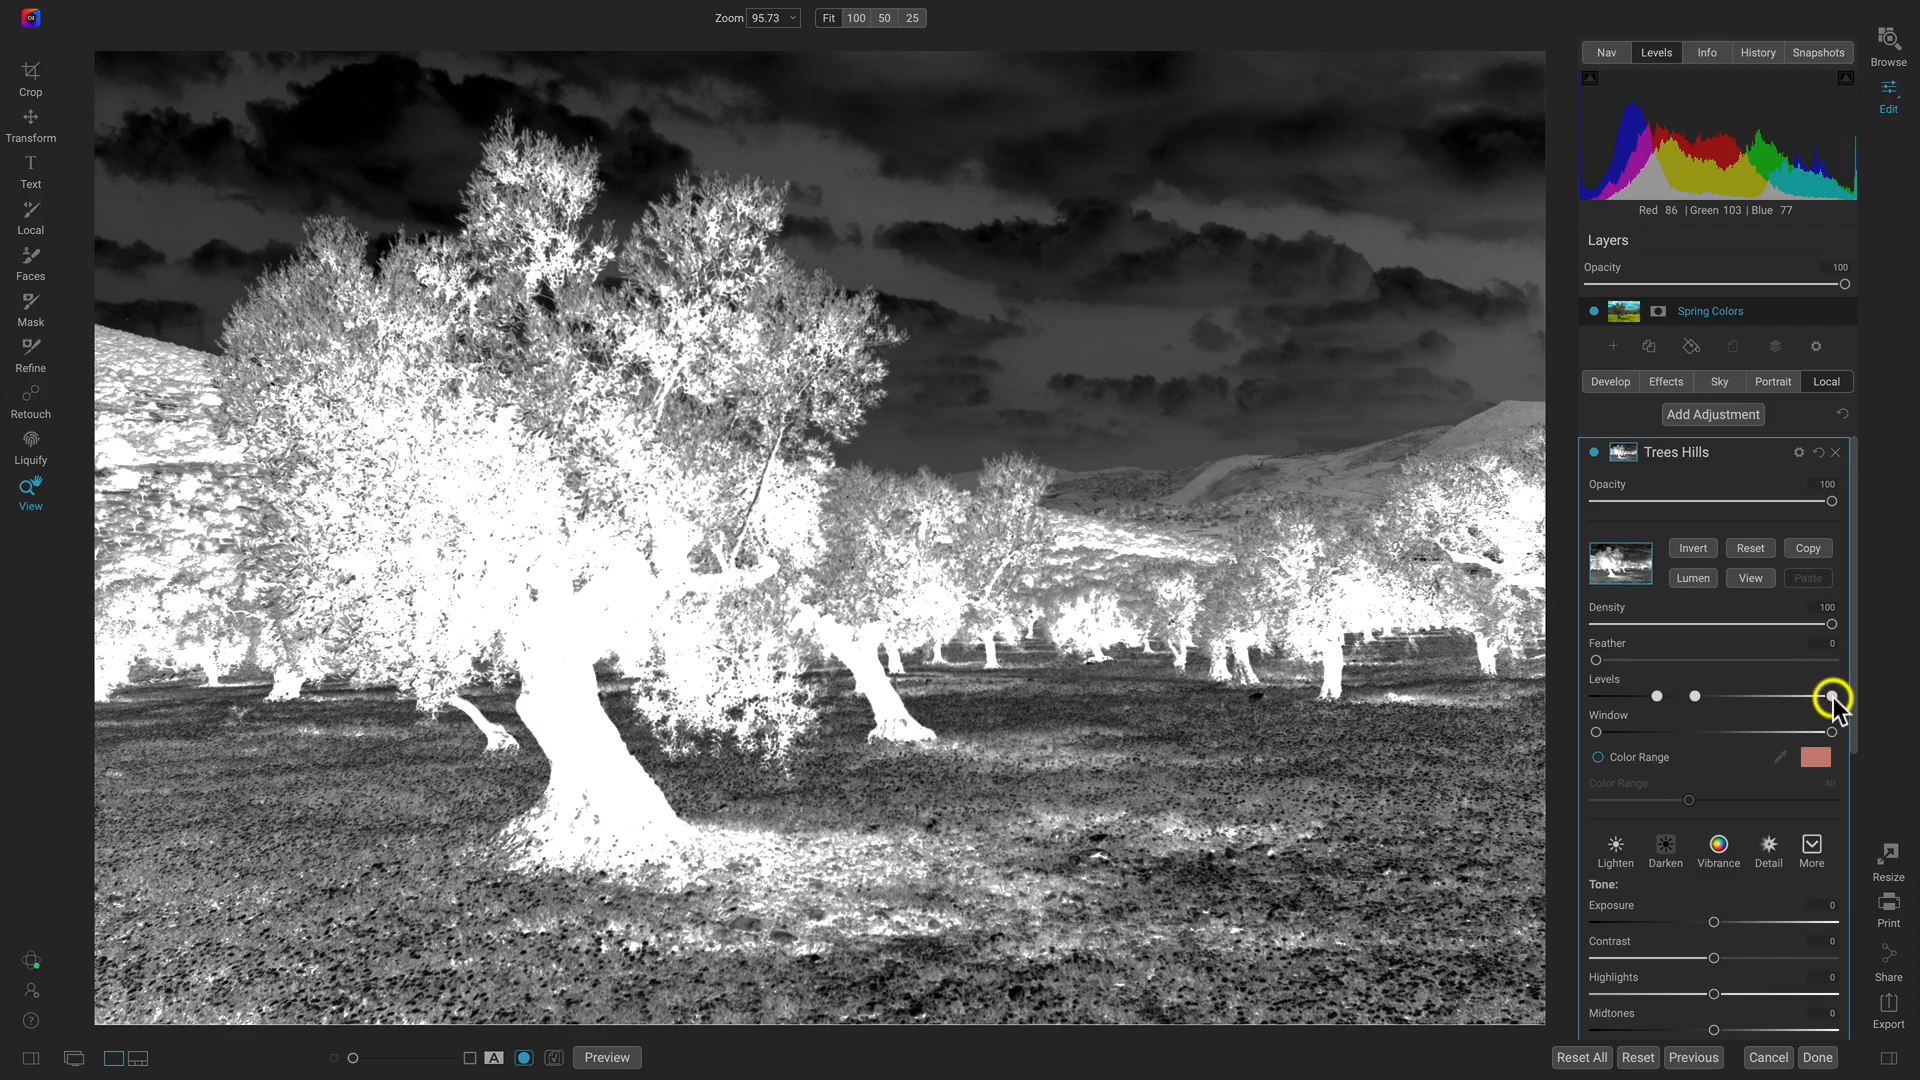 Zoom 95.73 Fit 100 50 25
Nav Levels Info History Snapshots
Browse
Edit
Crop
Transform
Text
Local
Faces
Mask
Refine
Retouch
Liquify
View
Red 86 | Green 103 | Blue 77
Layers
Opacity 100
Spring Colors
Develop Effects Sky Portrait Local
Add Adjustment
Trees Hills
Opacity 100
Invert Reset Copy
Lumen View Paste
Density 100
Feather 0
Levels
Window
Color Range
Color Range 40
Lighten Darken Vibrance Detail More
Tone:
Exposure 0
Contrast 0
Highlights 0
Midtones 0
Resize
Print
Share
Export
A Preview
Reset All Reset Previous Cancel Done